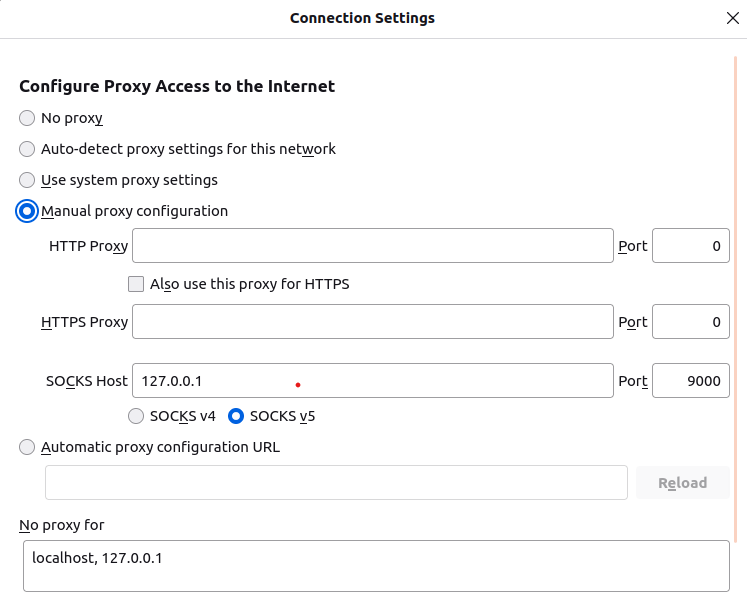 Connection Settings
Configure Proxy Access to the Internet
No proxy
Auto-detect proxy settings for this network
Use system proxy settings
Manual proxy configuration
HTTP Proxy Port 0
Also use this proxy for HTTPS
HTTPS Proxy Port 0
SOCKS Host 127.0.0.1 Port 9000
SOCKS v4 SOCKS v5
Automatic proxy configuration URL
Reload
No proxy for
localhost, 127.0.0.1